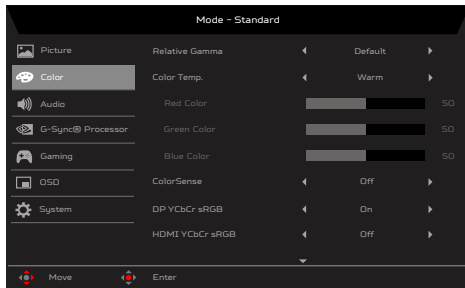 Mode - Standard
Picture
Relative Gamma Default
Color
Color Temp. Warm
Audio
Red Color 50
G-Sync® Processor
Green Color 50
Gaming
Blue Color 50
OSD
ColorSense Off
System
DP YCbCr sRGB On
HDMI YCbCr sRGB Off
Move Enter